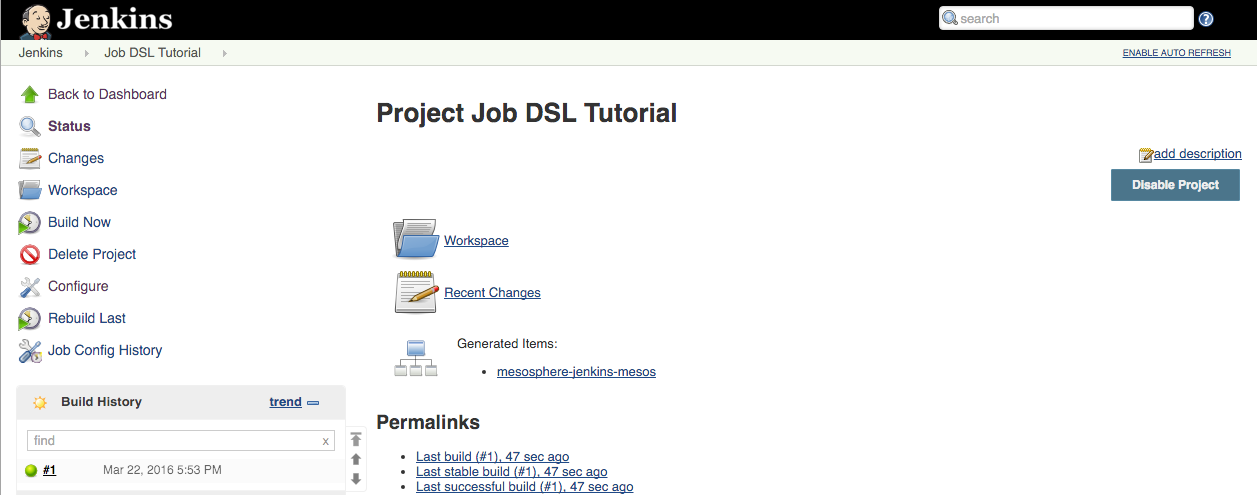 Jenkins
search
Jenkins
Job DSL Tutorial
ENABLE AUTO REFRESH
Back to Dashboard
Status
Changes
Workspace
Build Now
Delete Project
Configure
Rebuild Last
Job Config History
Build History
trend
find
x
#1
Mar 22, 2016 5:53 PM
Project Job DSL Tutorial
add description
Disable Project
Workspace
Recent Changes
Generated Items:
mesosphere-jenkins-mesos
Permalinks
Last build (#1), 47 sec ago
Last stable build (#1), 47 sec ago
Last successful build (#1), 47 sec ago